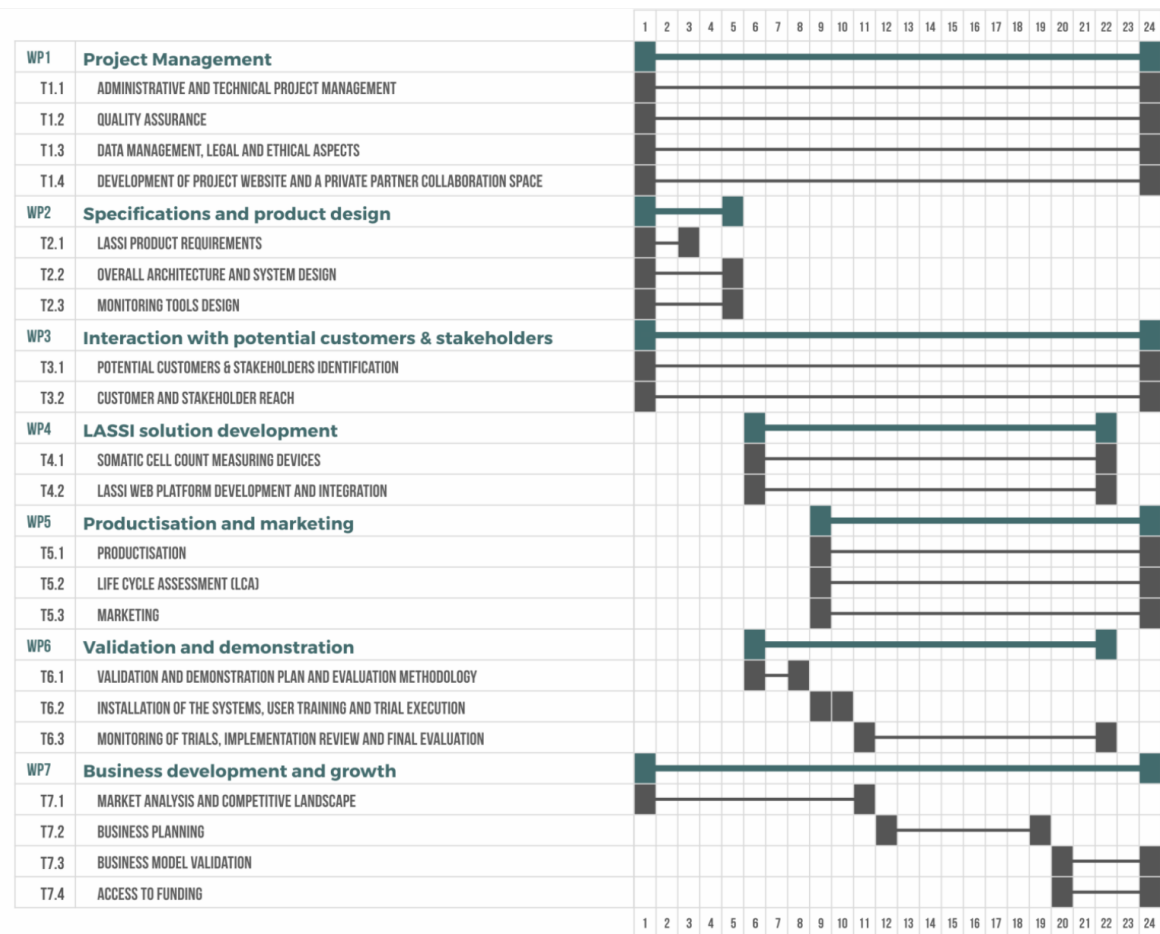 1 2 3 4 5 6 7 8 9 10 11 12 13 14 15 16 17 18 19 20 21 22 23 24
WP1 Project Management
T1.1 ADMINISTRATIVE AND TECHNICAL PROJECT MANAGEMENT
T1.2 QUALITY ASSURANCE
T1.3 DATA MANAGEMENT, LEGAL AND ETHICAL ASPECTS
T1.4 DEVELOPMENT OF PROJECT WEBSITE AND A PRIVATE PARTNER COLLABORATION SPACE
WP2 Specifications and product design
T2.1 LASSI PRODUCT REQUIREMENTS
T2.2 OVERALL ARCHITECTURE AND SYSTEM DESIGN
T2.3 MONITORING TOOLS DESIGN
WP3 Interaction with potential customers & stakeholders
T3.1 POTENTIAL CUSTOMERS & STAKEHOLDERS IDENTIFICATION
T3.2 CUSTOMER AND STAKEHOLDER REACH
WP4 LASSI solution development
T4.1 SOMATIC CELL COUNT MEASURING DEVICES
T4.2 LASSI WEB PLATFORM DEVELOPMENT AND INTEGRATION
WP5 Productisation and marketing
T5.1 PRODUCTISATION
T5.2 LIFE CYCLE ASSESSMENT (LCA)
T5.3 MARKETING
WP6 Validation and demonstration
T6.1 VALIDATION AND DEMONSTRATION PLAN AND EVALUATION METHODOLOGY
T6.2 INSTALLATION OF THE SYSTEMS, USER TRAINING AND TRIAL EXECUTION
T6.3 MONITORING OF TRIALS, IMPLEMENTATION REVIEW AND FINAL EVALUATION
WP7 Business development and growth
T7.1 MARKET ANALYSIS AND COMPETITIVE LANDSCAPE
T7.2 BUSINESS PLANNING
T7.3 BUSINESS MODEL VALIDATION
T7.4 ACCESS TO FUNDING
1 2 3 4 5 6 7 8 9 10 11 12 13 14 15 16 17 18 19 20 21 22 23 24